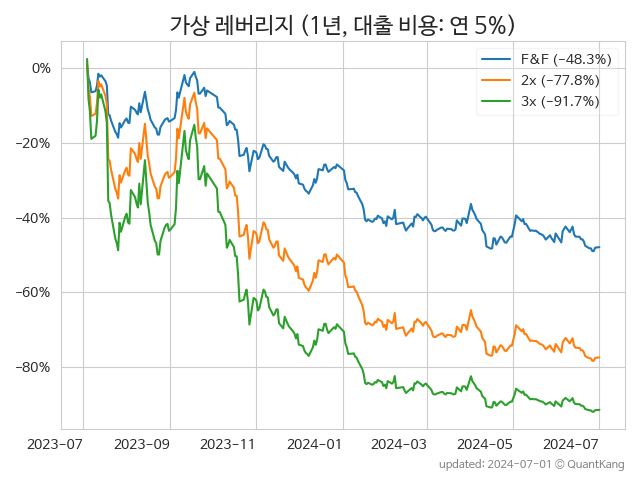 가상 레버리지 (1년, 대출 비용: 연 5%)
F&F (−48.3%)
2x (−77.8%)
3x (−91.7%)
0%
−20%
−40%
−60%
−80%
2023-07 2023-09 2023-11 2024-01 2024-03 2024-05 2024-07
updated: 2024-07-01 © QuantKang